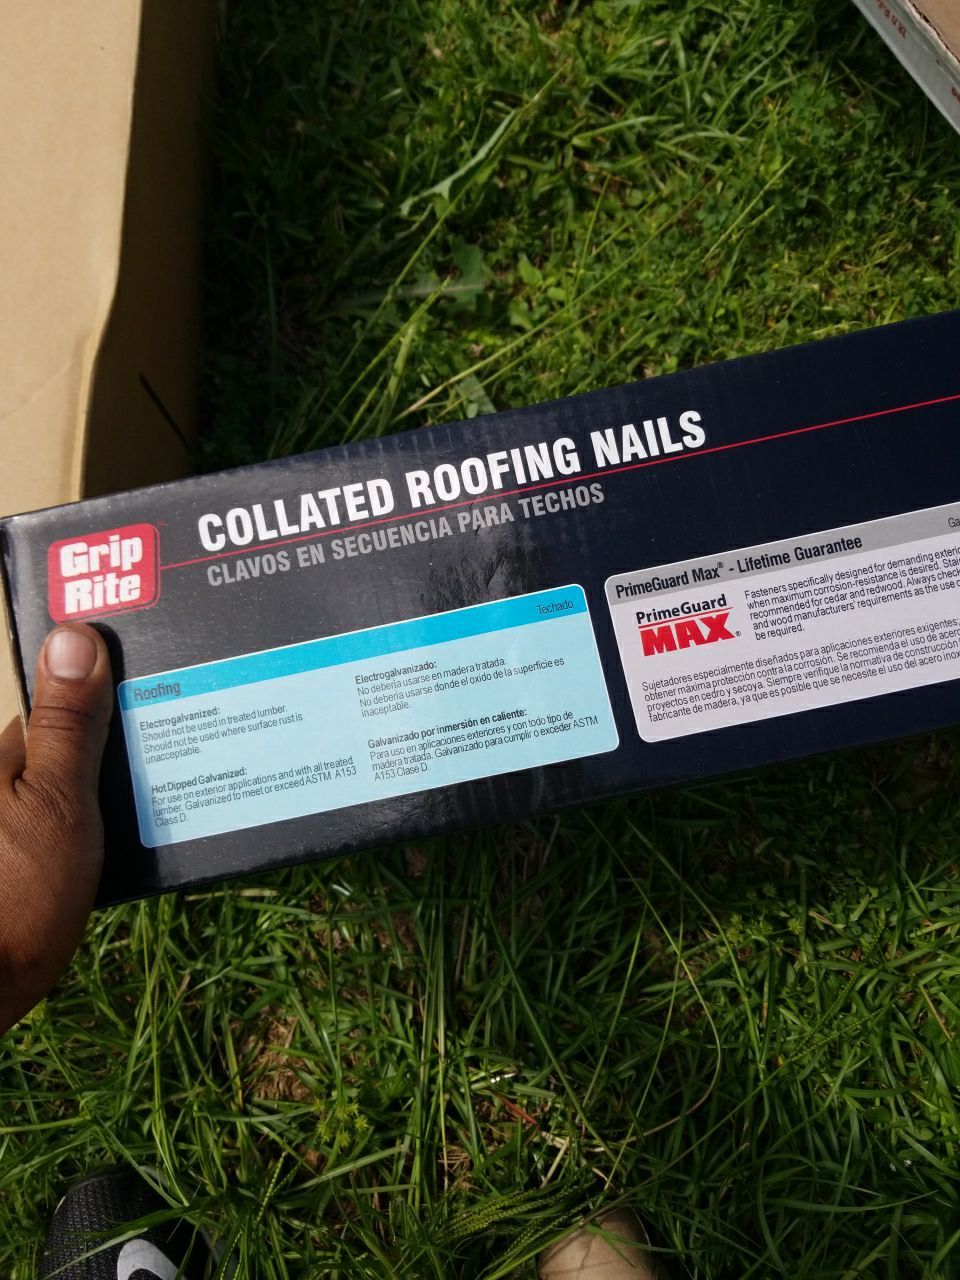 Grip
Rite
COLLATED ROOFING NAILS
CLAVOS EN SECUENCIA PARA TECHOS
Roofing
Techado
Electrogalvanized:
Should not be used in treated lumber.
Should not be used where surface rust is
unacceptable.
Hot Dipped Galvanized:
For use on exterior applications and with all treated
lumber. Galvanized to meet or exceed ASTM A153
Class D.
Electrogalvanizado:
No debería usarse en madera tratada.
No debería usarse donde el oxido de la superficie es
inaceptable.
Galvanizado por inmersión en caliente:
Para uso en aplicaciones exteriores y con todo tipo de
madera tratada. Galvanizado para cumplir o exceder ASTM
A153 Clase D.
PrimeGuard Max® - Lifetime Guarantee
Ga
PrimeGuard
MAX®
Fasteners specifically designed for demanding exterio
when maximum corrosion-resistance is desired. Stai
recommended for cedar and redwood. Always check
and wood manufacturers' requirements as the use o
be required.
Sujetadores especialmente diseñados para aplicaciones exteriores exigentes,
obtener máxima protección contra la corrosión. Se recomienda el uso de acero
proyectos en cedro y secoya. Siempre verifique la normativa de construcción
fabricante de madera, ya que es posible que se necesite el uso del acero inox